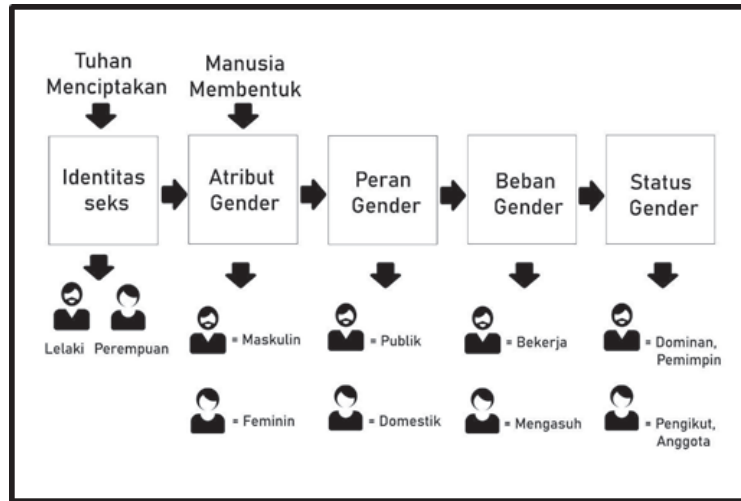 Tuhan
Menciptakan
Manusia
Membentuk
Identitas
seks
Atribut
Gender
Peran
Gender
Beban
Gender
Status
Gender
Lelaki Perempuan
= Maskulin
= Publik
= Bekerja
= Dominan,
Pemimpin
= Feminin
= Domestik
= Mengasuh
= Pengikut,
Anggota